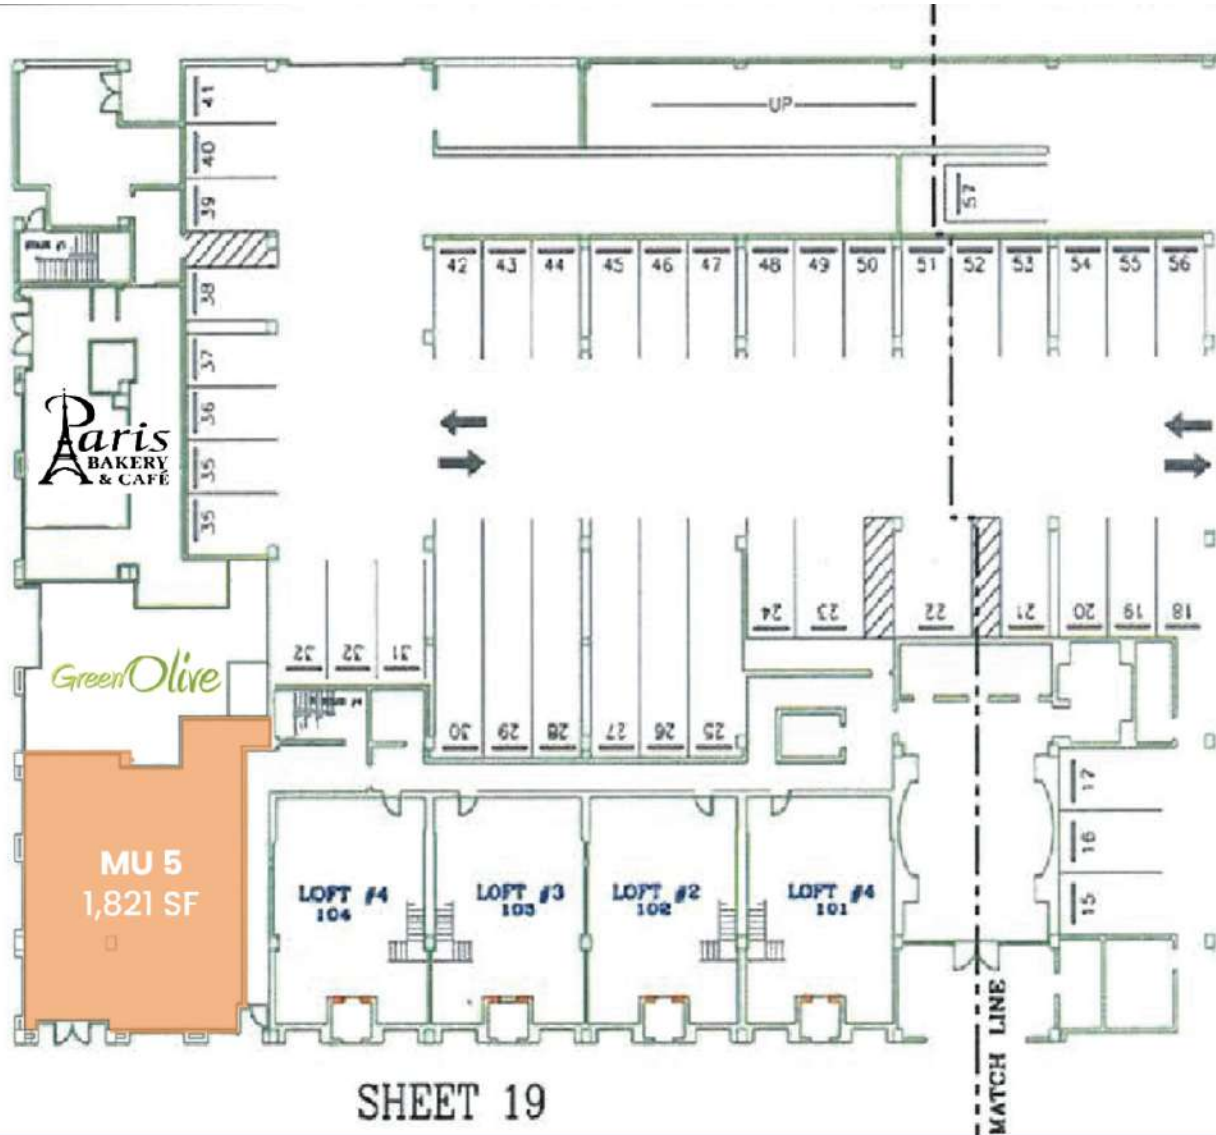 UP
41
40
39
57
42 43 44 45 46 47 48 49 50 51 52 53 54 55 56
38
37
36
35
35
Paris
BAKERY
& CAFÉ
24 23 22 21 20 19 18
32 32 31
Green Olive
30 29 28 27 26 25
17
16
15
MU 5
1,821 SF
LOFT #4
104
LOFT #3
103
LOFT #2
102
LOFT #4
101
MATCH LINE
SHEET 19